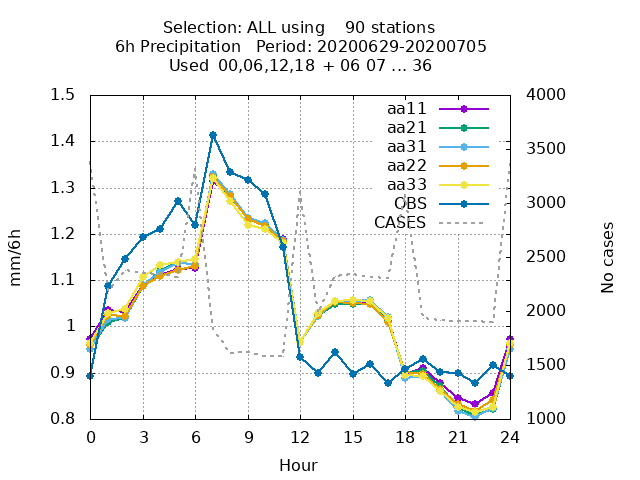 Selection: ALL using    90 stations
6h Precipitation   Period: 20200629-20200705
Used  00,06,12,18  + 06 07 ... 36
1.5
1.4
1.3
1.2
1.1
1
0.9
0.8
mm/6h
4000
3500
3000
2500
2000
1500
1000
No cases
aa11
aa21
aa31
aa22
aa33
OBS
CASES
0 3 6 9 12 15 18 21 24
Hour